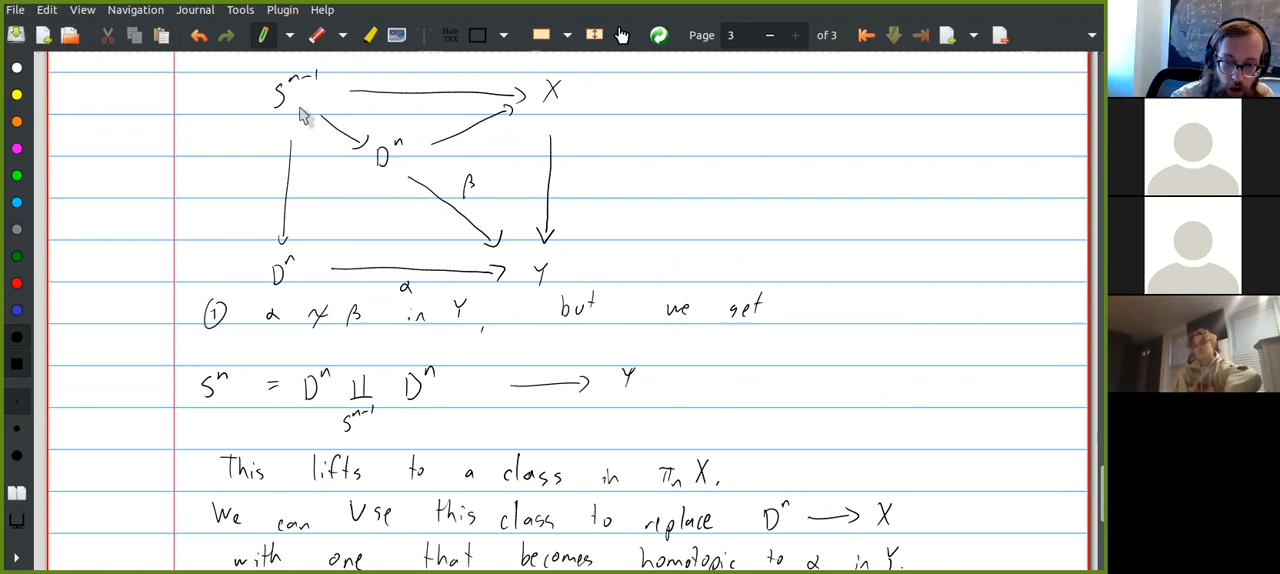 File Edit View Navigation Journal Tools Plugin Help
Math TEX Page 3 of 3
S^{n-1} X
D^n
β
D^n α Y
① α ≁ β in Y, but we get
S^n = D^n ∐_{S^{n-1}} D^n ⟶ Y
This lifts to a class in π_n X.
We can use this class to replace D^n ⟶ X
with one that becomes homotopic to α in Y.